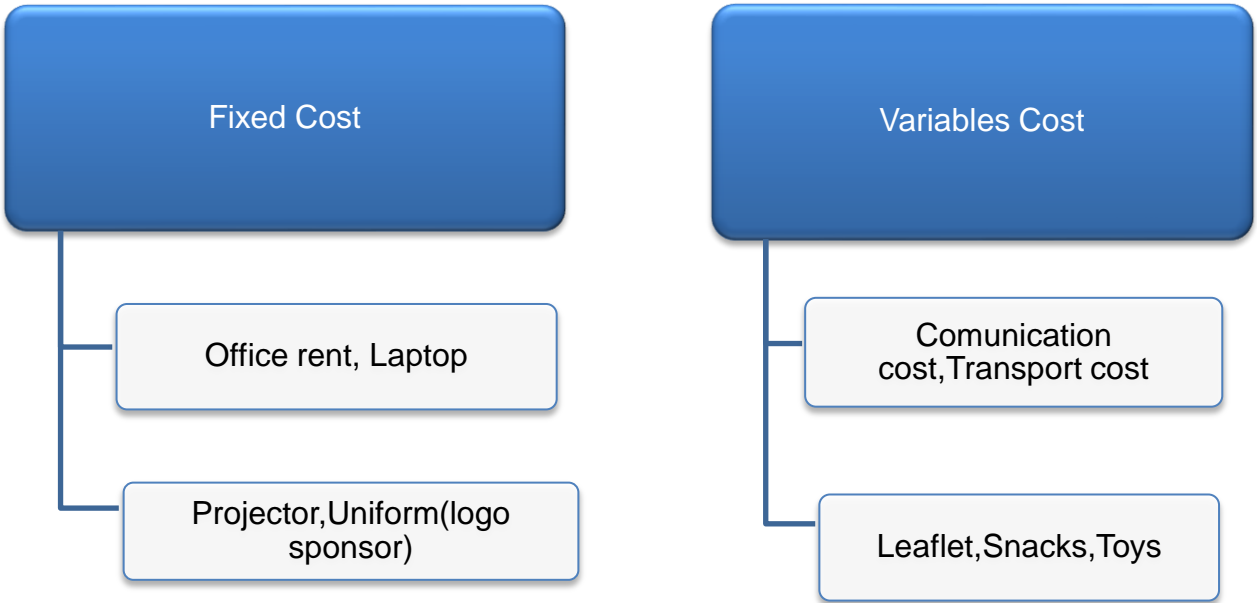 Fixed Cost
Office rent, Laptop
Projector,Uniform(logo
sponsor)
Variables Cost
Comunication
cost,Transport cost
Leaflet,Snacks,Toys